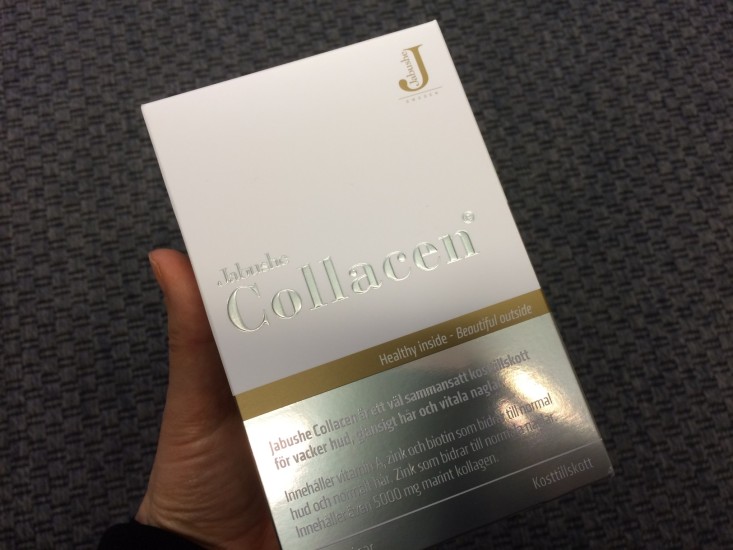 Jabushe
SWEDEN
Jabushe
Collacen®
Healthy inside - Beautiful outside
Jabushe Collacen är ett väl sammansatt kosttillskott
för vacker hud, glänsigt hår och vitala naglar.
Innehåller vitamin A, zink och biotin som bidrar till normal
hud och normalt hår. Zink som bidrar till normala naglar.
Innehåller även 5000 mg marint kollagen.
Kosttillskott